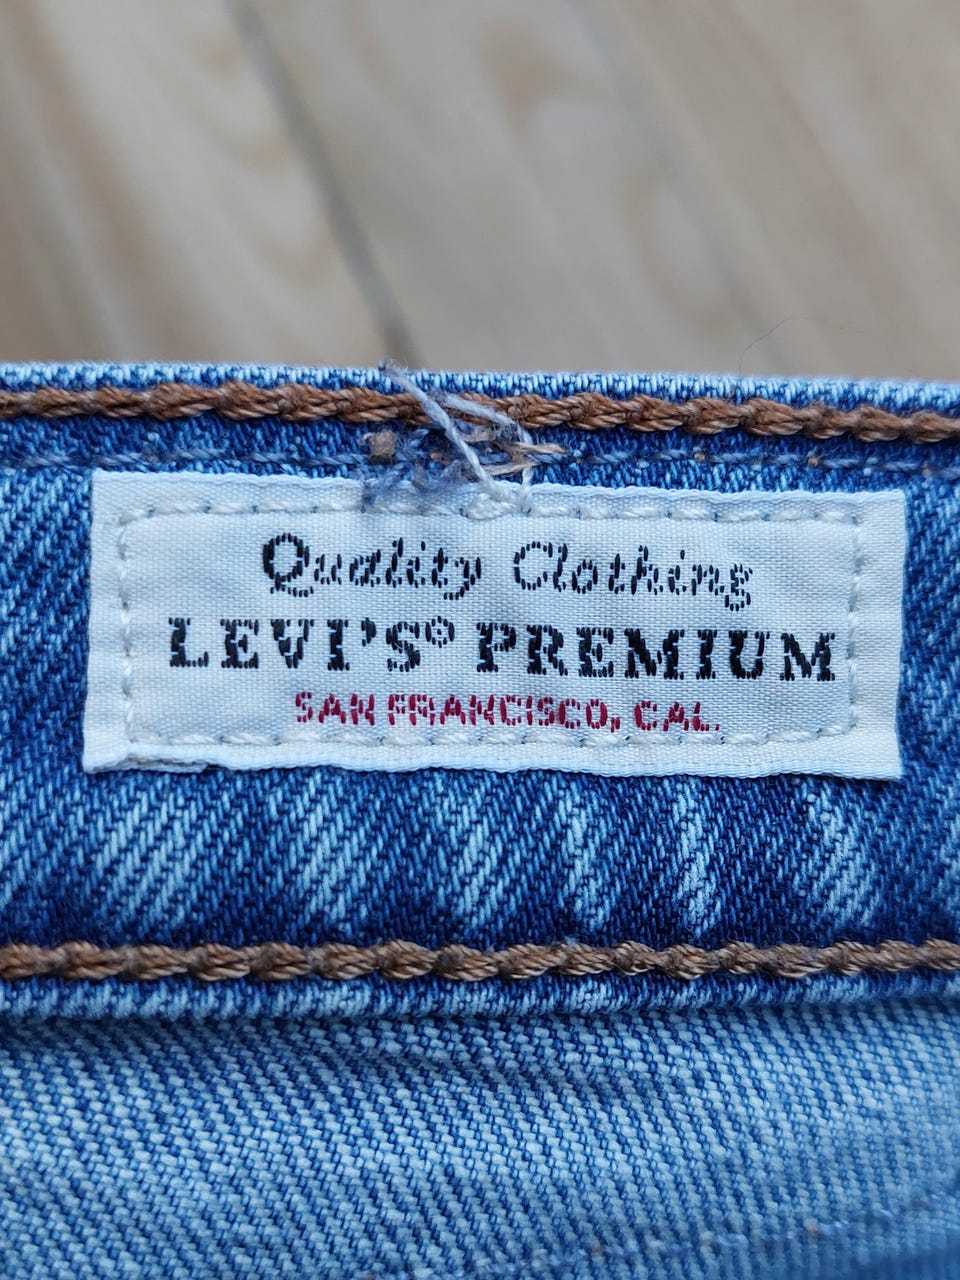 Quality Clothing
LEVI'S® PREMIUM
SAN FRANCISCO, CAL.